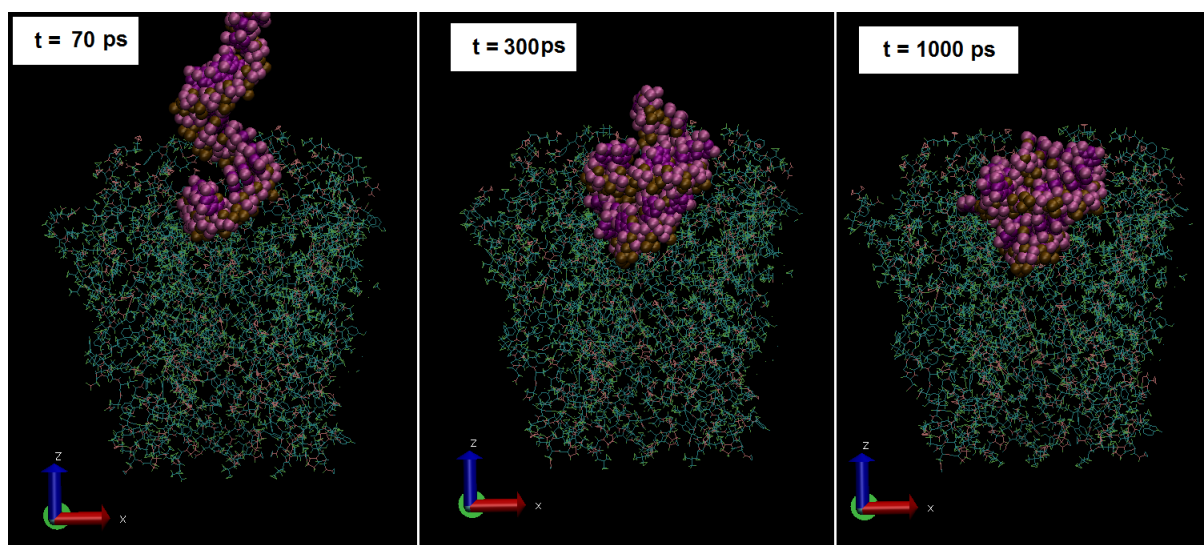 t = 70 ps
t = 300ps
t = 1000 ps
z
x
z
x
z
x